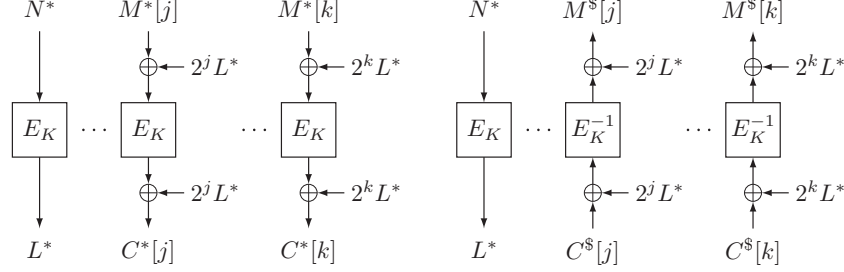 N* M*[j] M*[k] N* M$[j] M$[k]
2^j L* 2^k L* 2^j L* 2^k L*
E_K ··· E_K ··· E_K E_K ··· E_K^{-1} ··· E_K^{-1}
2^j L* 2^k L* 2^j L* 2^k L*
L* C*[j] C*[k] L* C$[j] C$[k]